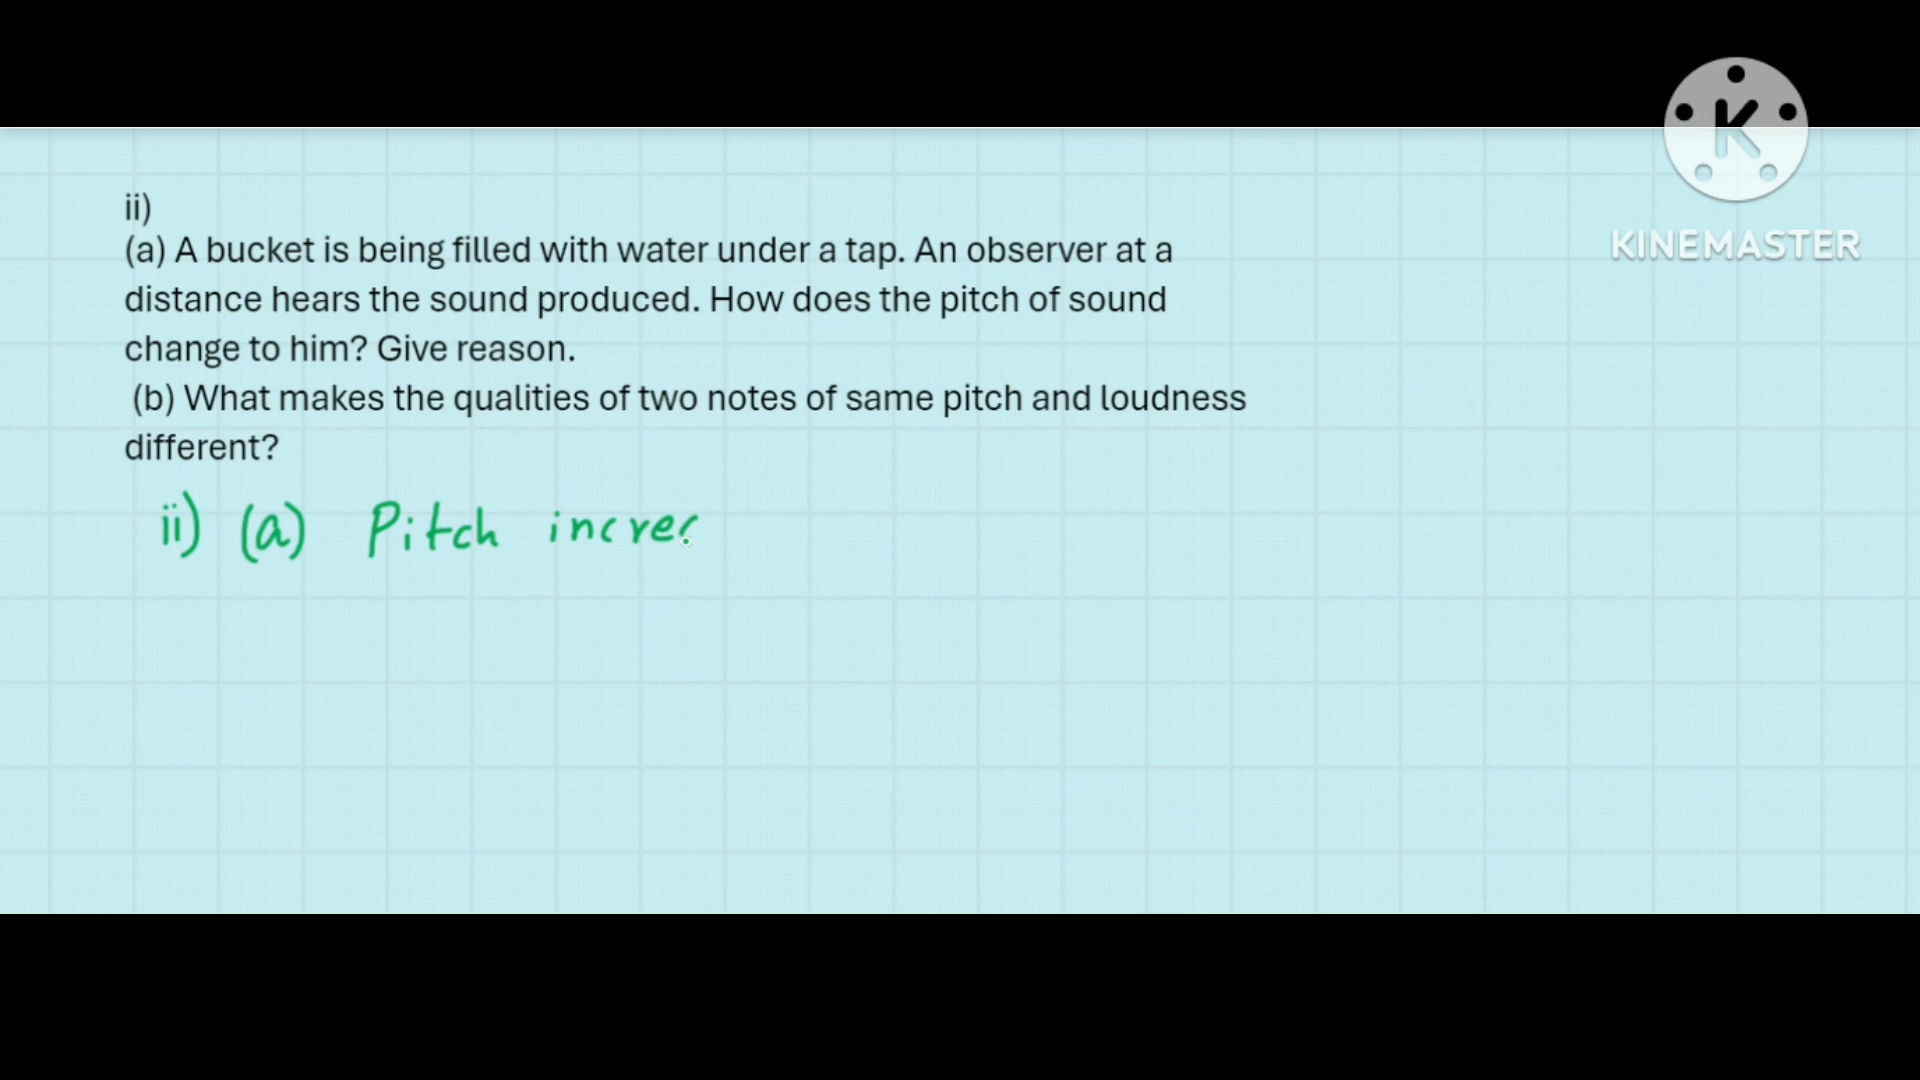 K
KINEMASTER
ii)
(a) A bucket is being filled with water under a tap. An observer at a
distance hears the sound produced. How does the pitch of sound
change to him? Give reason.
(b) What makes the qualities of two notes of same pitch and loudness
different?
ii) (a) Pitch increc